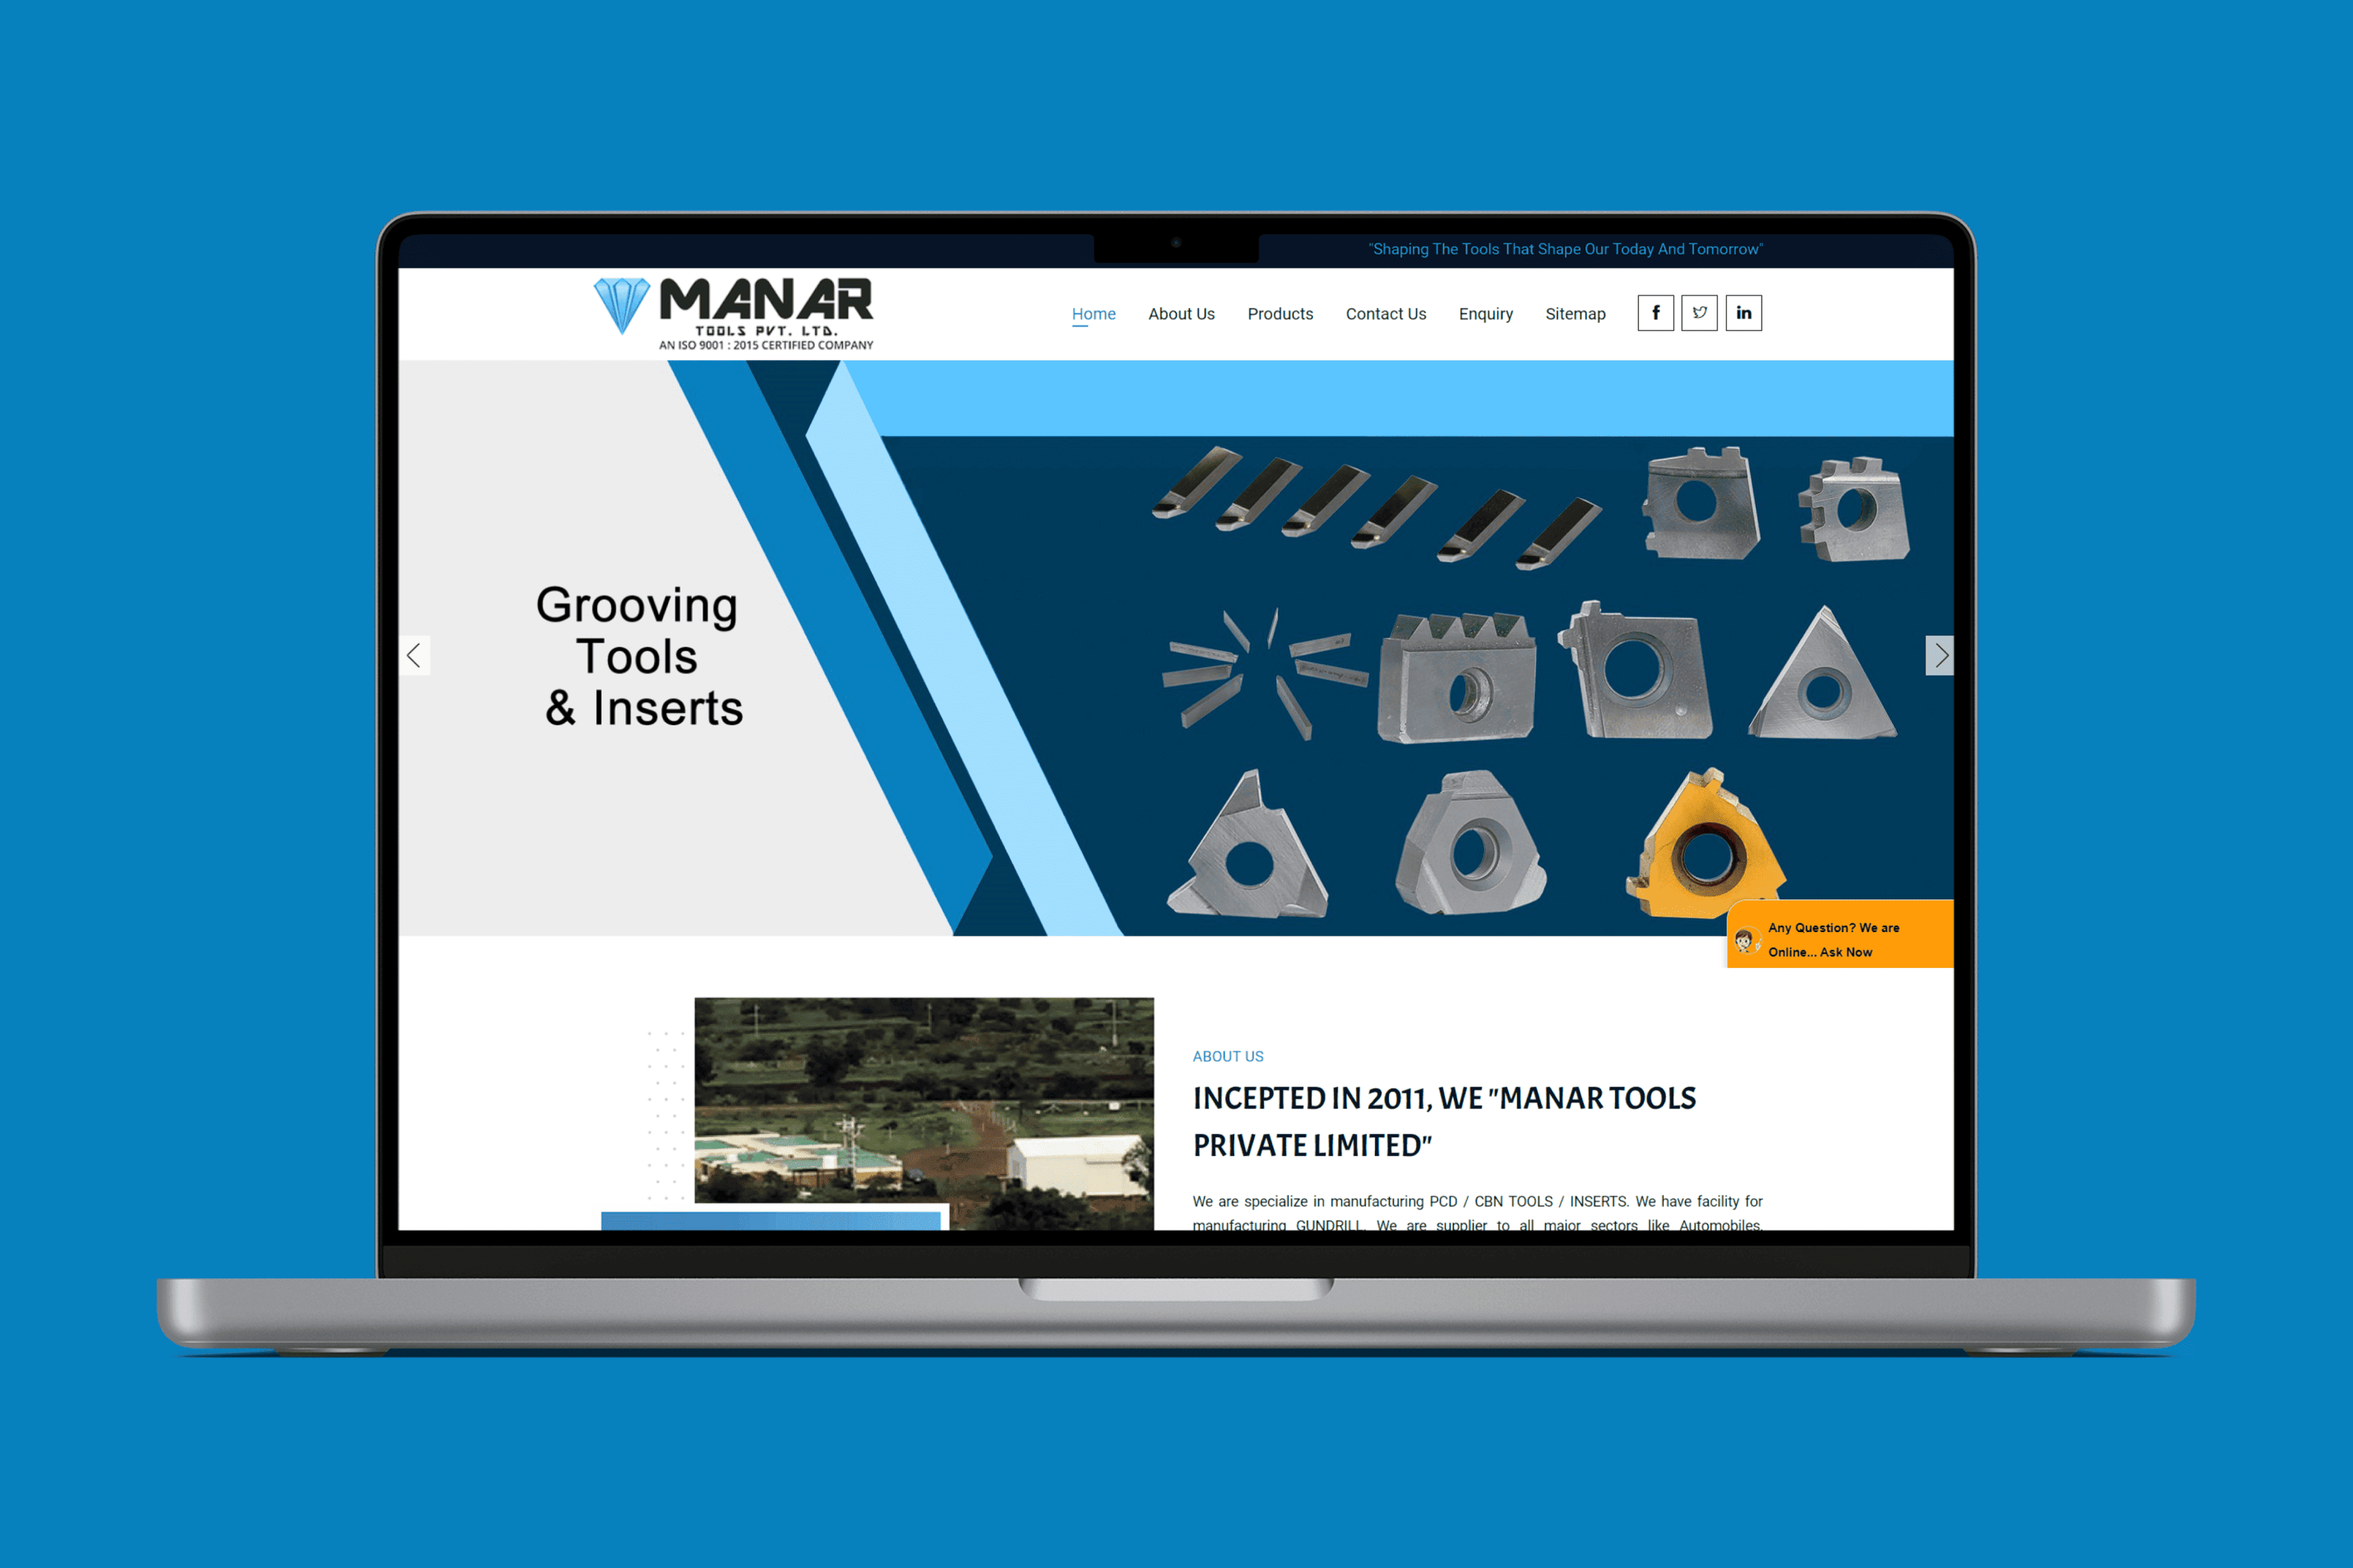 "Shaping The Tools That Shape Our Today And Tomorrow"
MANAR
TOOLS PVT. LTD.
AN ISO 9001 : 2015 CERTIFIED COMPANY
Home About Us Products Contact Us Enquiry Sitemap
Grooving
Tools
& Inserts
Any Question? We are
Online... Ask Now
ABOUT US
INCEPTED IN 2011, WE "MANAR TOOLS
PRIVATE LIMITED"
We are specialize in manufacturing PCD / CBN TOOLS / INSERTS. We have facility for
manufacturing GUNDRILL. We are supplier to all major sectors like Automobiles,